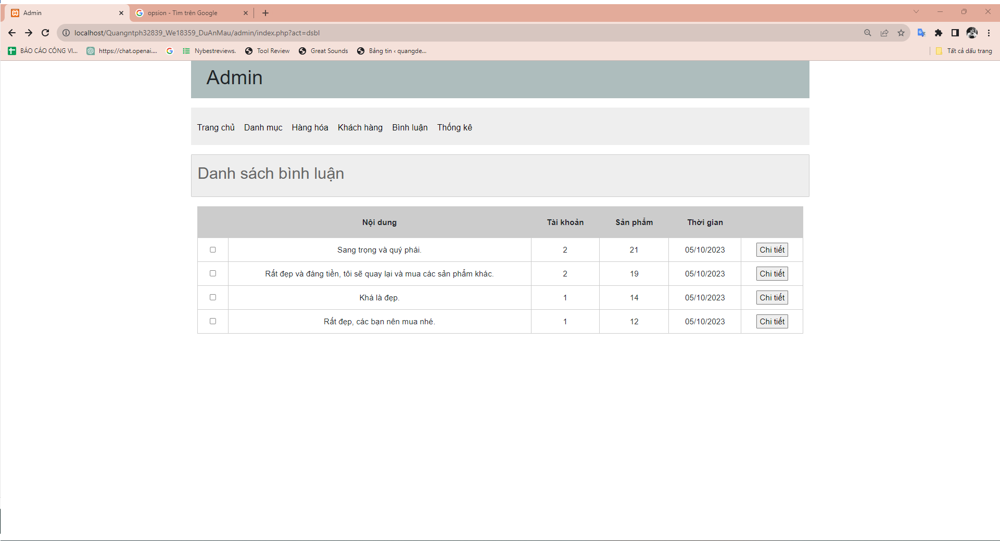 Admin
opsion - Tìm trên Google
localhost/Quangntph32839_We18359_DuAnMau/admin/index.php?act=dsbl
BÁO CÁO CÔNG VI... https://chat.openai.... Nybestreviews. Tool Review Great Sounds Bảng tin ‹ quangde... Tất cả dấu trang
Admin
Trang chủ Danh mục Hàng hóa Khách hàng Bình luận Thống kê
Danh sách bình luận
Nội dung Tài khoản Sản phẩm Thời gian
Sang trọng và quý phái. 2 21 05/10/2023 Chi tiết
Rất đẹp và đáng tiền, tôi sẽ quay lại và mua các sản phẩm khác. 2 19 05/10/2023 Chi tiết
Khá là đẹp. 1 14 05/10/2023 Chi tiết
Rất đẹp, các bạn nên mua nhé. 1 12 05/10/2023 Chi tiết